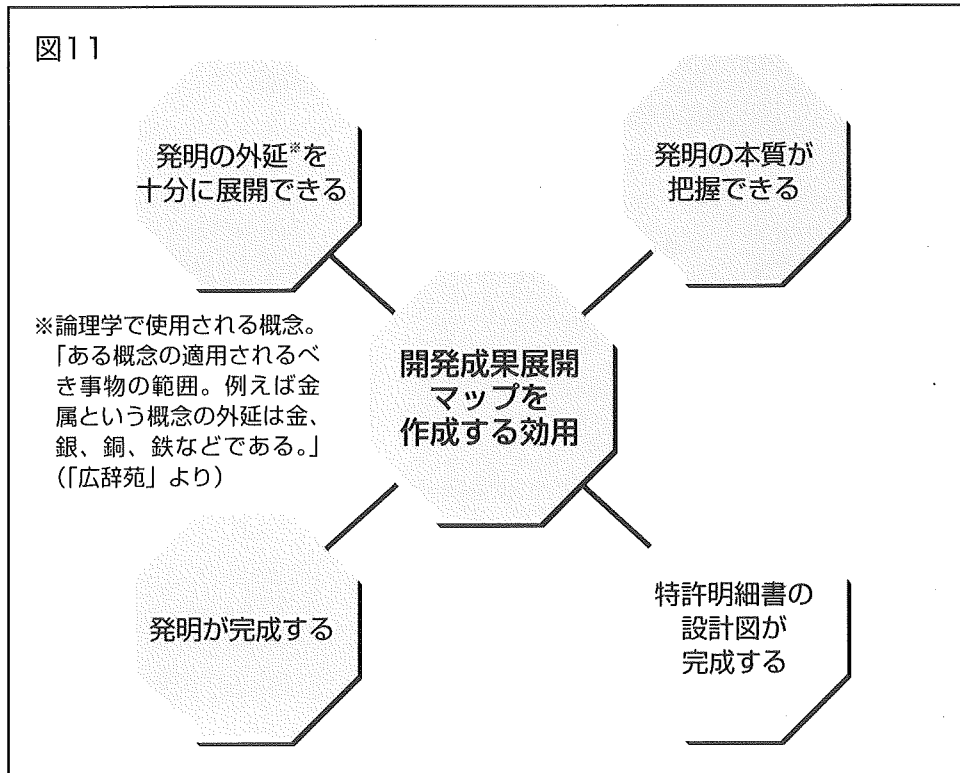 図11
発明の外延※を
十分に展開できる
発明の本質が
把握できる
※論理学で使用される概念。
「ある概念の適用されるべ
き事物の範囲。例えば金
属という概念の外延は金、
銀、銅、鉄などである。」
(「広辞苑」より)
開発成果展開
マップを
作成する効用
発明が完成する
特許明細書の
設計図が
完成する